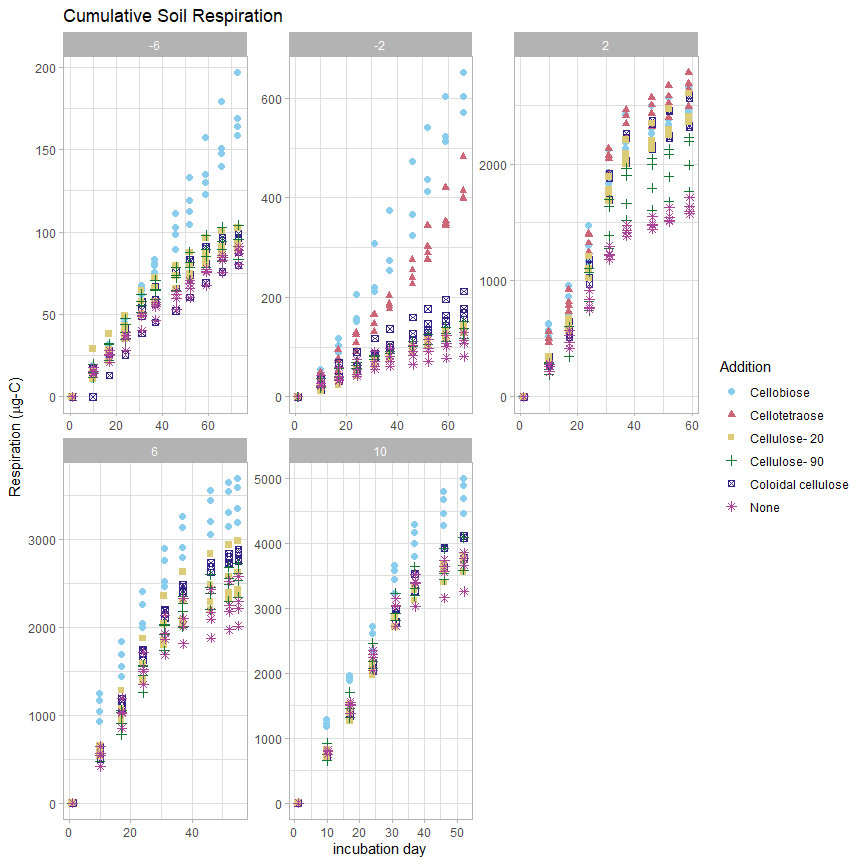 Cumulative Soil Respiration
-6
-2
2
200
150
100
50
0
600
400
200
0
2000
1000
0
0 20 40 60
0 20 40 60
0 20 40 60
Respiration (μg-C)
6
10
3000
2000
1000
0
5000
4000
3000
2000
1000
0
0 20 40
0 10 20 30 40 50
incubation day
Addition
Cellobiose
Cellotetraose
Cellulose- 20
Cellulose- 90
Coloidal cellulose
None